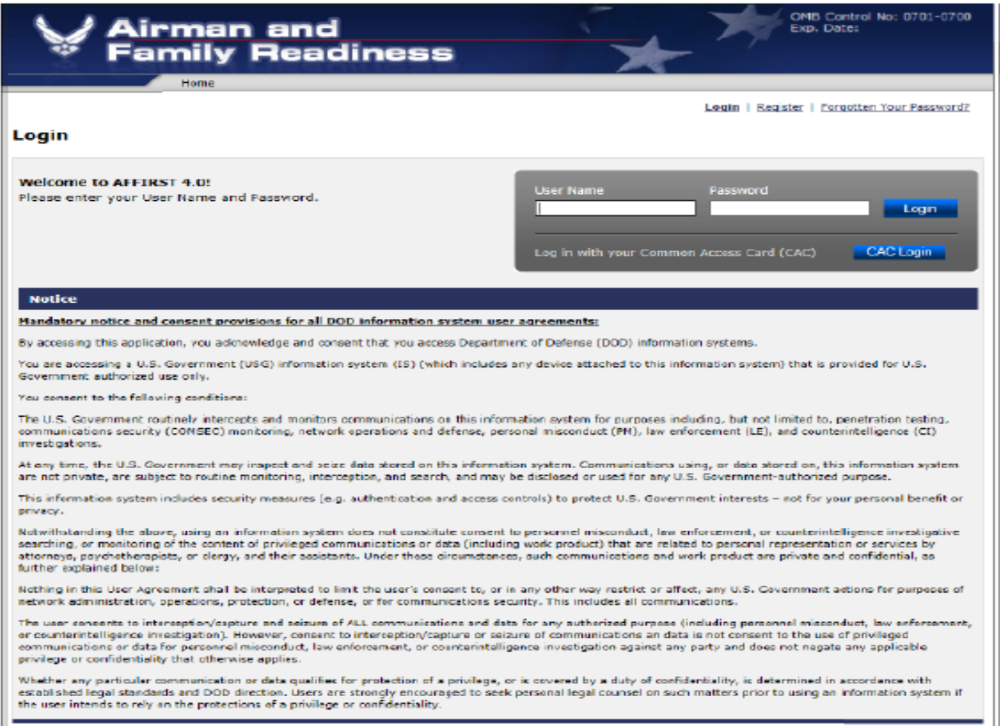 Airman and
Family Readiness
OMB Control No: 0701-0700
Exp. Date:
Home
Login | Register | Forgotten Your Password?
Login
Welcome to AFFIRST 4.0!
Please enter your User Name and Password.
User Name Password
Login
Log in with your Common Access Card (CAC) CAC Login
Notice
Mandatory notice and consent provisions for all DOD information system user agreements:
By accessing this application, you acknowledge and consent that you access Department of Defense (DOD) information systems.
You are accessing a U.S. Government (USG) information system (IS) (which includes any device attached to this information system) that is provided for U.S.
Government authorized use only.
You consent to the following conditions:
The U.S. Government routinely intercepts and monitors communications on this information system for purposes including, but not limited to, penetration testing,
communications security (COMSEC) monitoring, network operations and defense, personal misconduct (PM), law enforcement (LE), and counterintelligence (CI)
investigations.
At any time, the U.S. Government may inspect and seize data stored on this information system. Communications using, or data stored on, this information system
are not private, are subject to routine monitoring, interception, and search, and may be disclosed or used for any U.S. Government-authorized purpose.
This information system includes security measures (e.g. authentication and access controls) to protect U.S. Government interests – not for your personal benefit or
privacy.
Notwithstanding the above, using an information system does not constitute consent to personnel misconduct, law enforcement, or counterintelligence investigative
searching, or monitoring of the content of privileged communications or data (including work product) that are related to personal representation or services by
attorneys, psychotherapists, or clergy, and their assistants. Under these circumstances, such communications and work product are private and confidential, as
further explained below:
Nothing in this User Agreement shall be interpreted to limit the user's consent to, or in any other way restrict or affect, any U.S. Government actions for purposes of
network administration, operations, protection, or defense, or for communications security. This includes all communications.
The user consents to interception/capture and seizure of ALL communications and data for any authorized purpose (including personnel misconduct, law enforcement,
or counterintelligence investigation). However, consent to interception/capture or seizure of communications an data is not consent to the use of privileged
communications or data for personnel misconduct, law enforcement, or counterintelligence investigation against any party and does not negate any applicable
privilege or confidentiality that otherwise applies.
Whether any particular communication or data qualifies for protection of a privilege, or is covered by a duty of confidentiality, is determined in accordance with
established legal standards and DOD direction. Users are strongly encouraged to seek personal legal counsel on such matters prior to using an information system if
the user intends to rely on the protections of a privilege or confidentiality.